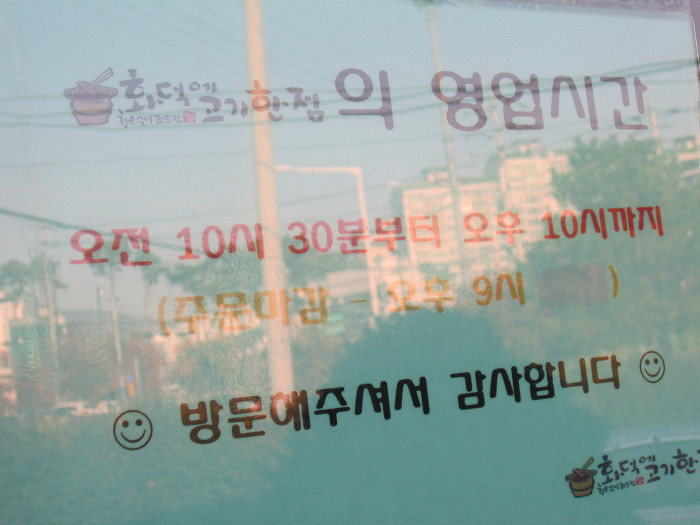 화덕에 고기한점의 영업시간
오전 10시 30분부터 오후 10시까지
(주문마감 - 오후 9시 )
방문해주셔서 감사합니다
화덕에 고기한점